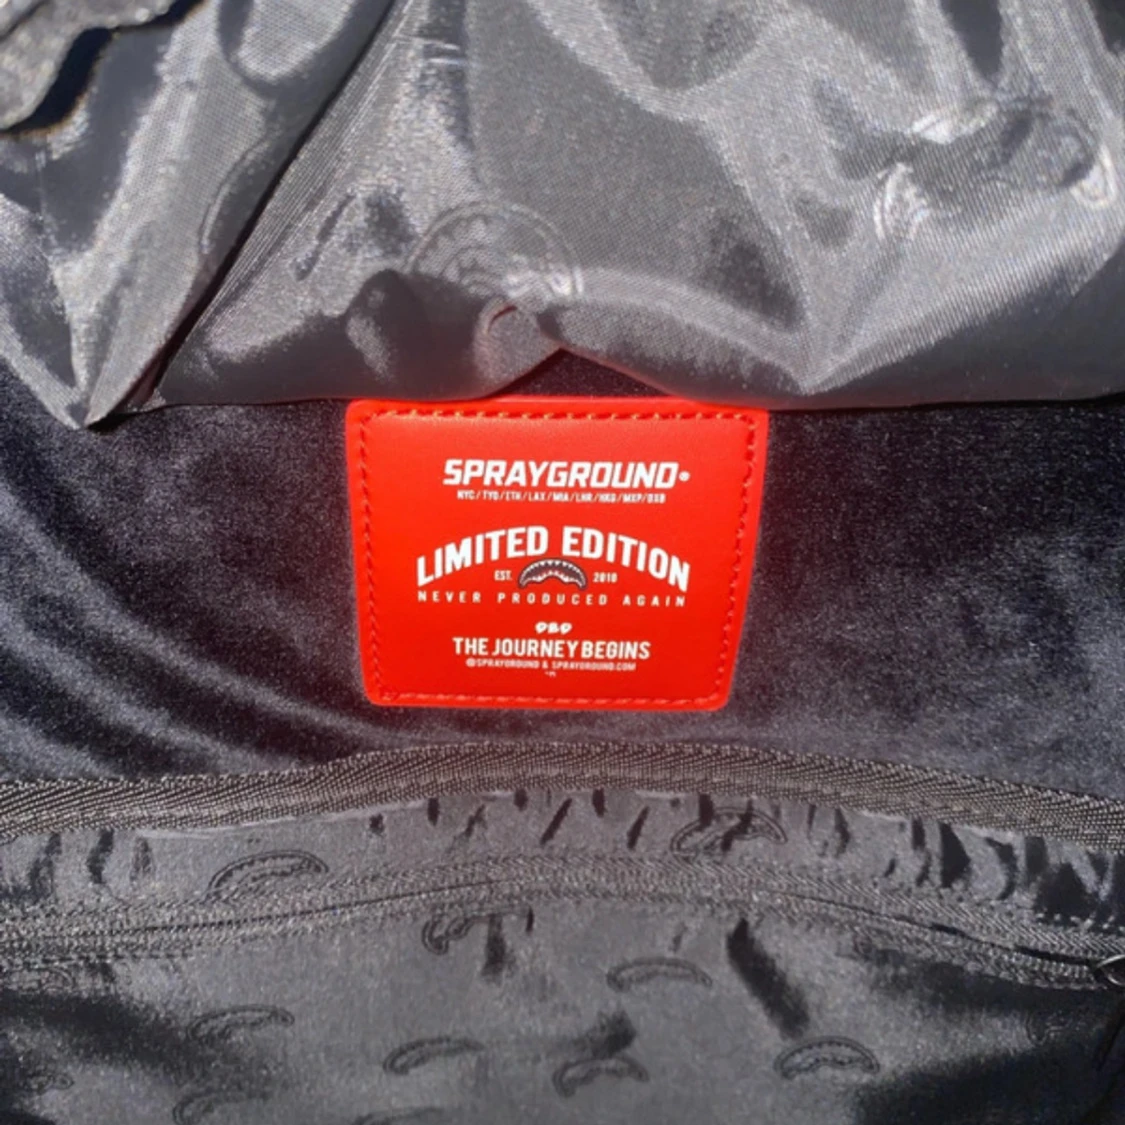 SPRAYGROUND®
NYC/TYO/ETH/LAX/MIA/LHR/HKG/MXP/DXB
LIMITED EDITION
EST. 2010
NEVER PRODUCED AGAIN
DBD
THE JOURNEY BEGINS
@SPRAYGROUND & SPRAYGROUND.COM